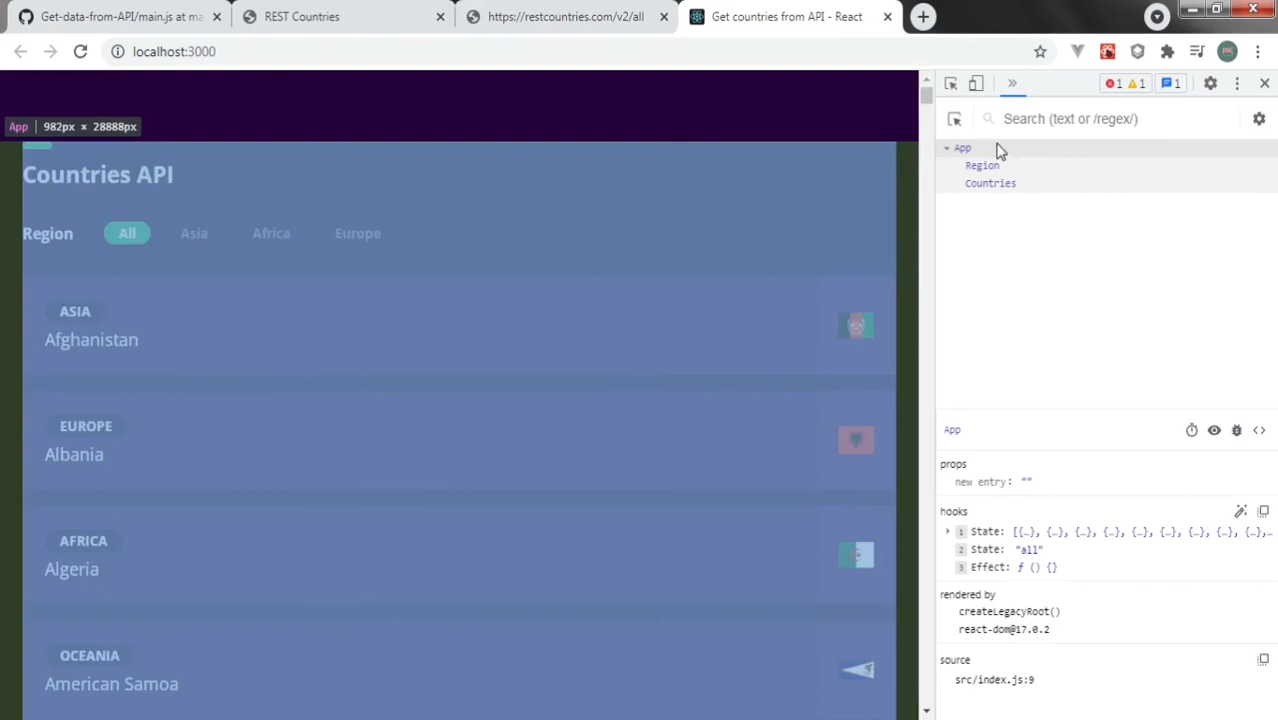 Get-data-from-API/main.js at ma
REST Countries
https://restcountries.com/v2/all
Get countries from API - React
localhost:3000
1 1 1
App 982px × 28888px
Search (text or /regex/)
App
Region
Countries
Countries API
Region All Asia Africa Europe
ASIA
Afghanistan
EUROPE
Albania
AFRICA
Algeria
OCEANIA
American Samoa
App
props
new entry: ""
hooks
1 State: [{…}, {…}, {…}, {…}, {…}, {…}, {…}, {…}, {…},…
2 State: "all"
3 Effect: ƒ () {}
rendered by
createLegacyRoot()
react-dom@17.0.2
source
src/index.js:9